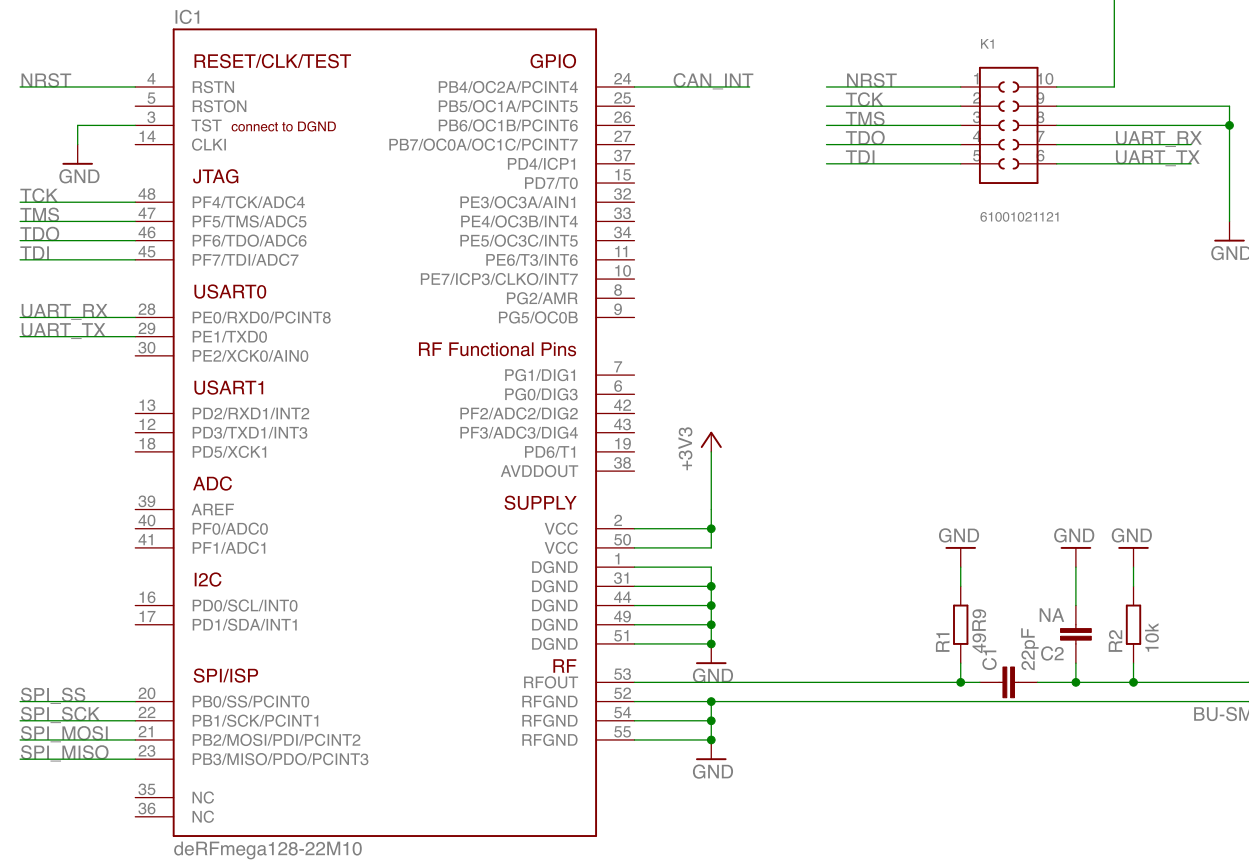 IC1
RESET/CLK/TEST
NRST 4 RSTN
5 RSTON
3 TST connect to DGND
14 CLKI
GND
JTAG
TCK 48 PF4/TCK/ADC4
TMS 47 PF5/TMS/ADC5
TDO 46 PF6/TDO/ADC6
TDI 45 PF7/TDI/ADC7
USART0
UART_RX 28 PE0/RXD0/PCINT8
UART_TX 29 PE1/TXD0
30 PE2/XCK0/AIN0
USART1
13 PD2/RXD1/INT2
12 PD3/TXD1/INT3
18 PD5/XCK1
ADC
39 AREF
40 PF0/ADC0
41 PF1/ADC1
I2C
16 PD0/SCL/INT0
17 PD1/SDA/INT1
SPI/ISP
SPI_SS 20 PB0/SS/PCINT0
SPI_SCK 22 PB1/SCK/PCINT1
SPI_MOSI 21 PB2/MOSI/PDI/PCINT2
SPI_MISO 23 PB3/MISO/PDO/PCINT3
35 NC
36 NC
deRFmega128-22M10
GPIO
PB4/OC2A/PCINT4 24 CAN_INT
PB5/OC1A/PCINT5 25
PB6/OC1B/PCINT6 26
PB7/OC0A/OC1C/PCINT7 27
PD4/ICP1 37
PD7/T0 15
PE3/OC3A/AIN1 32
PE4/OC3B/INT4 33
PE5/OC3C/INT5 34
PE6/T3/INT6 11
PE7/ICP3/CLKO/INT7 10
PG2/AMR 8
PG5/OC0B 9
RF Functional Pins
PG1/DIG1 7
PG0/DIG3 6
PF2/ADC2/DIG2 42
PF3/ADC3/DIG4 43
PD6/T1 19
AVDDOUT 38
+3V3
SUPPLY
VCC 2
VCC 50
DGND 1
DGND 31
DGND 44
DGND 49
DGND 51
GND
RF
RFOUT 53
RFGND 52
RFGND 54
RFGND 55
GND
K1
NRST 1 10
TCK 2 9
TMS 3 8
TDO 4 7 UART_RX
TDI 5 6 UART_TX
61001021121
GND
GND GND GND
R1 49R9
C1 22pF
NA C2
R2 10k
BU-SM